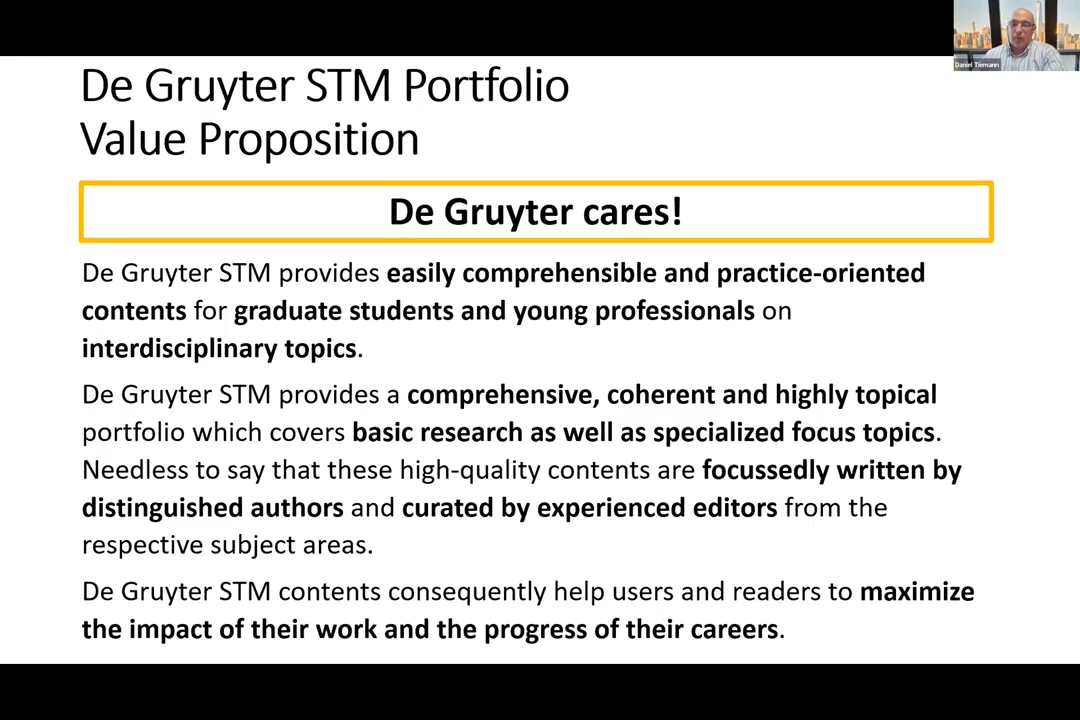 Daniel Tiemann
De Gruyter STM Portfolio
Value Proposition
De Gruyter cares!
De Gruyter STM provides easily comprehensible and practice-oriented
contents for graduate students and young professionals on
interdisciplinary topics.
De Gruyter STM provides a comprehensive, coherent and highly topical
portfolio which covers basic research as well as specialized focus topics.
Needless to say that these high-quality contents are focussedly written by
distinguished authors and curated by experienced editors from the
respective subject areas.
De Gruyter STM contents consequently help users and readers to maximize
the impact of their work and the progress of their careers.